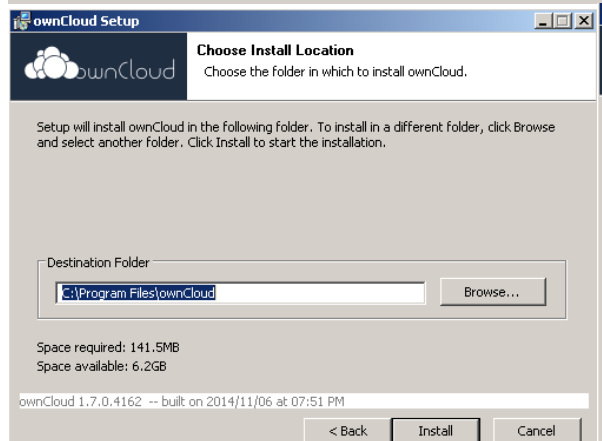 ownCloud Setup
ownCloud
Choose Install Location
Choose the folder in which to install ownCloud.
Setup will install ownCloud in the following folder. To install in a different folder, click Browse
and select another folder. Click Install to start the installation.
Destination Folder
C:\Program Files\ownCloud
Browse...
Space required: 141.5MB
Space available: 6.2GB
ownCloud 1.7.0.4162 -- built on 2014/11/06 at 07:51 PM
< Back
Install
Cancel